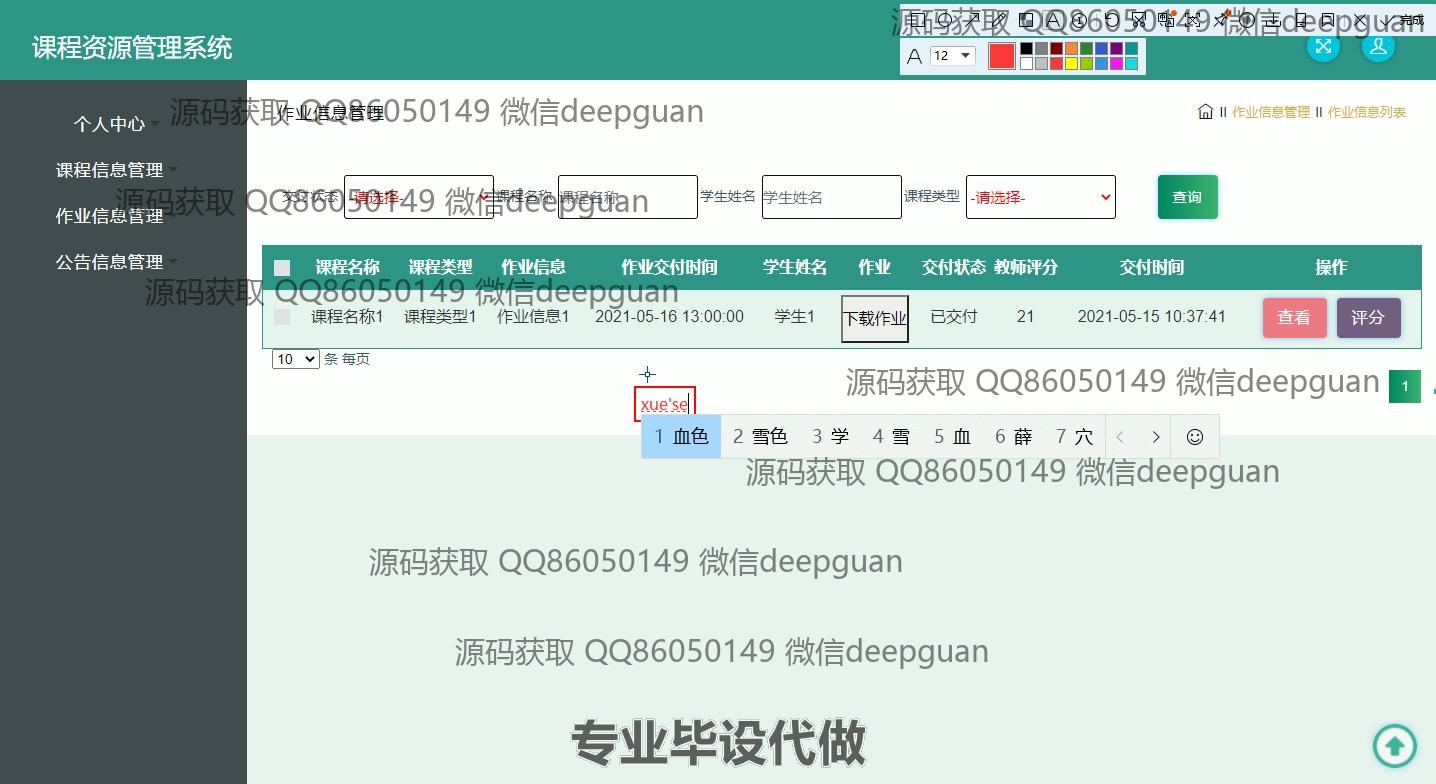 课程资源管理系统
源码获取 QQ86050149 微信deepguan
完成
A 12
个人中心
课程信息管理
作业信息管理
公告信息管理
源码获取 QQ86050149 微信deepguan
作业信息管理
作业信息管理 作业信息列表
源码获取 QQ86050149 微信deepguan
交付状态 -请选择- 课程名称 课程名称 学生姓名 学生姓名 课程类型 -请选择- 查询
课程名称 课程类型 作业信息 作业交付时间 学生姓名 作业 交付状态 教师评分 交付时间 操作
源码获取 QQ86050149 微信deepguan
课程名称1 课程类型1 作业信息1 2021-05-16 13:00:00 学生1 下载作业 已交付 21 2021-05-15 10:37:41 查看 评分
10 条 每页
源码获取 QQ86050149 微信deepguan 1
xue'se
1 血色 2 雪色 3 学 4 雪 5 血 6 薛 7 穴
源码获取 QQ86050149 微信deepguan
源码获取 QQ86050149 微信deepguan
源码获取 QQ86050149 微信deepguan
专业毕设代做